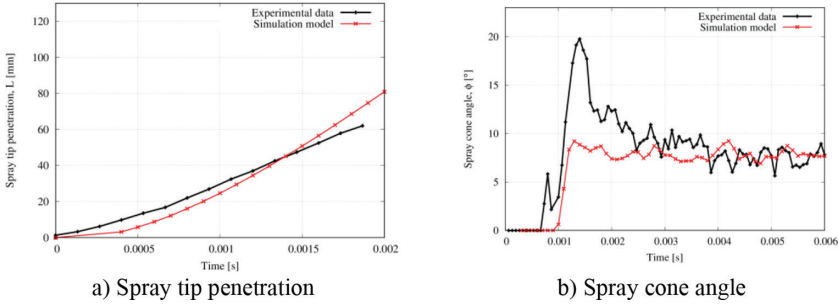 Experimental data
Simulation model
Spray tip penetration, L [mm]
120
100
80
60
40
20
0
0
0.0005
0.001
0.0015
0.002
Time [s]
a) Spray tip penetration
Experimental data
Simulation model
Spray cone angle, ϕ [°]
20
15
10
5
0
0
0.001
0.002
0.003
0.004
0.005
0.006
Time [s]
b) Spray cone angle